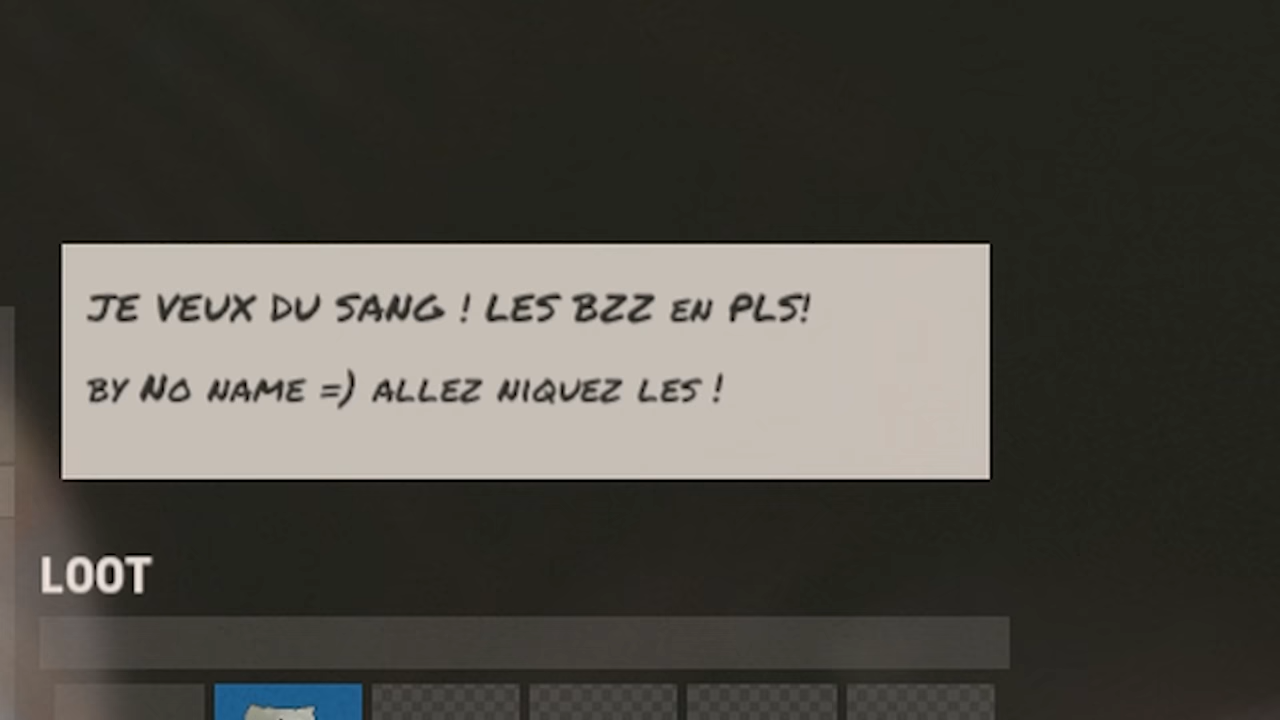 JE VEUX DU SANG ! LES BZZ en PLS!
by No name =) allez niquez les !
LOOT